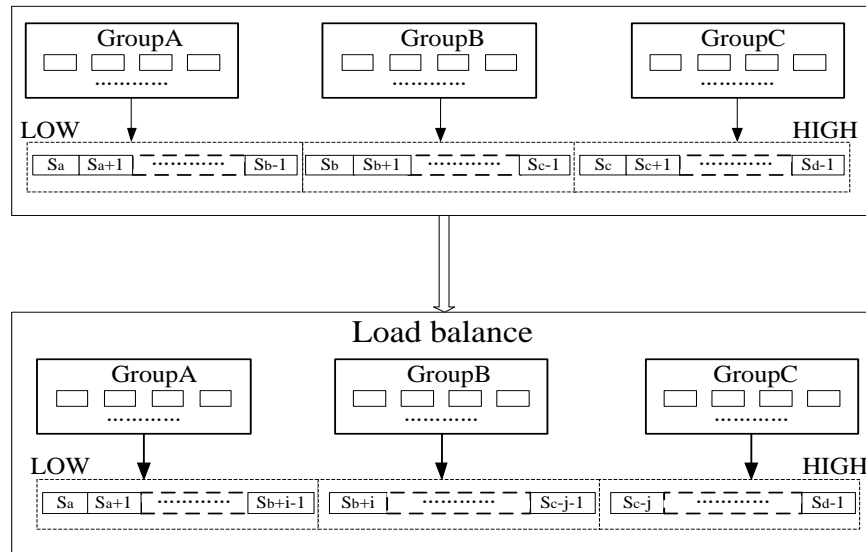 GroupA GroupB GroupC
………… ………… …………
LOW HIGH
Sa Sa+1 ………… Sb-1 Sb Sb+1 ………… Sc-1 Sc Sc+1 ………… Sd-1
Load balance
GroupA GroupB GroupC
………… ………… …………
LOW HIGH
Sa Sa+1 ………… Sb+i-1 Sb+i ………… Sc-j-1 Sc-j ………… Sd-1